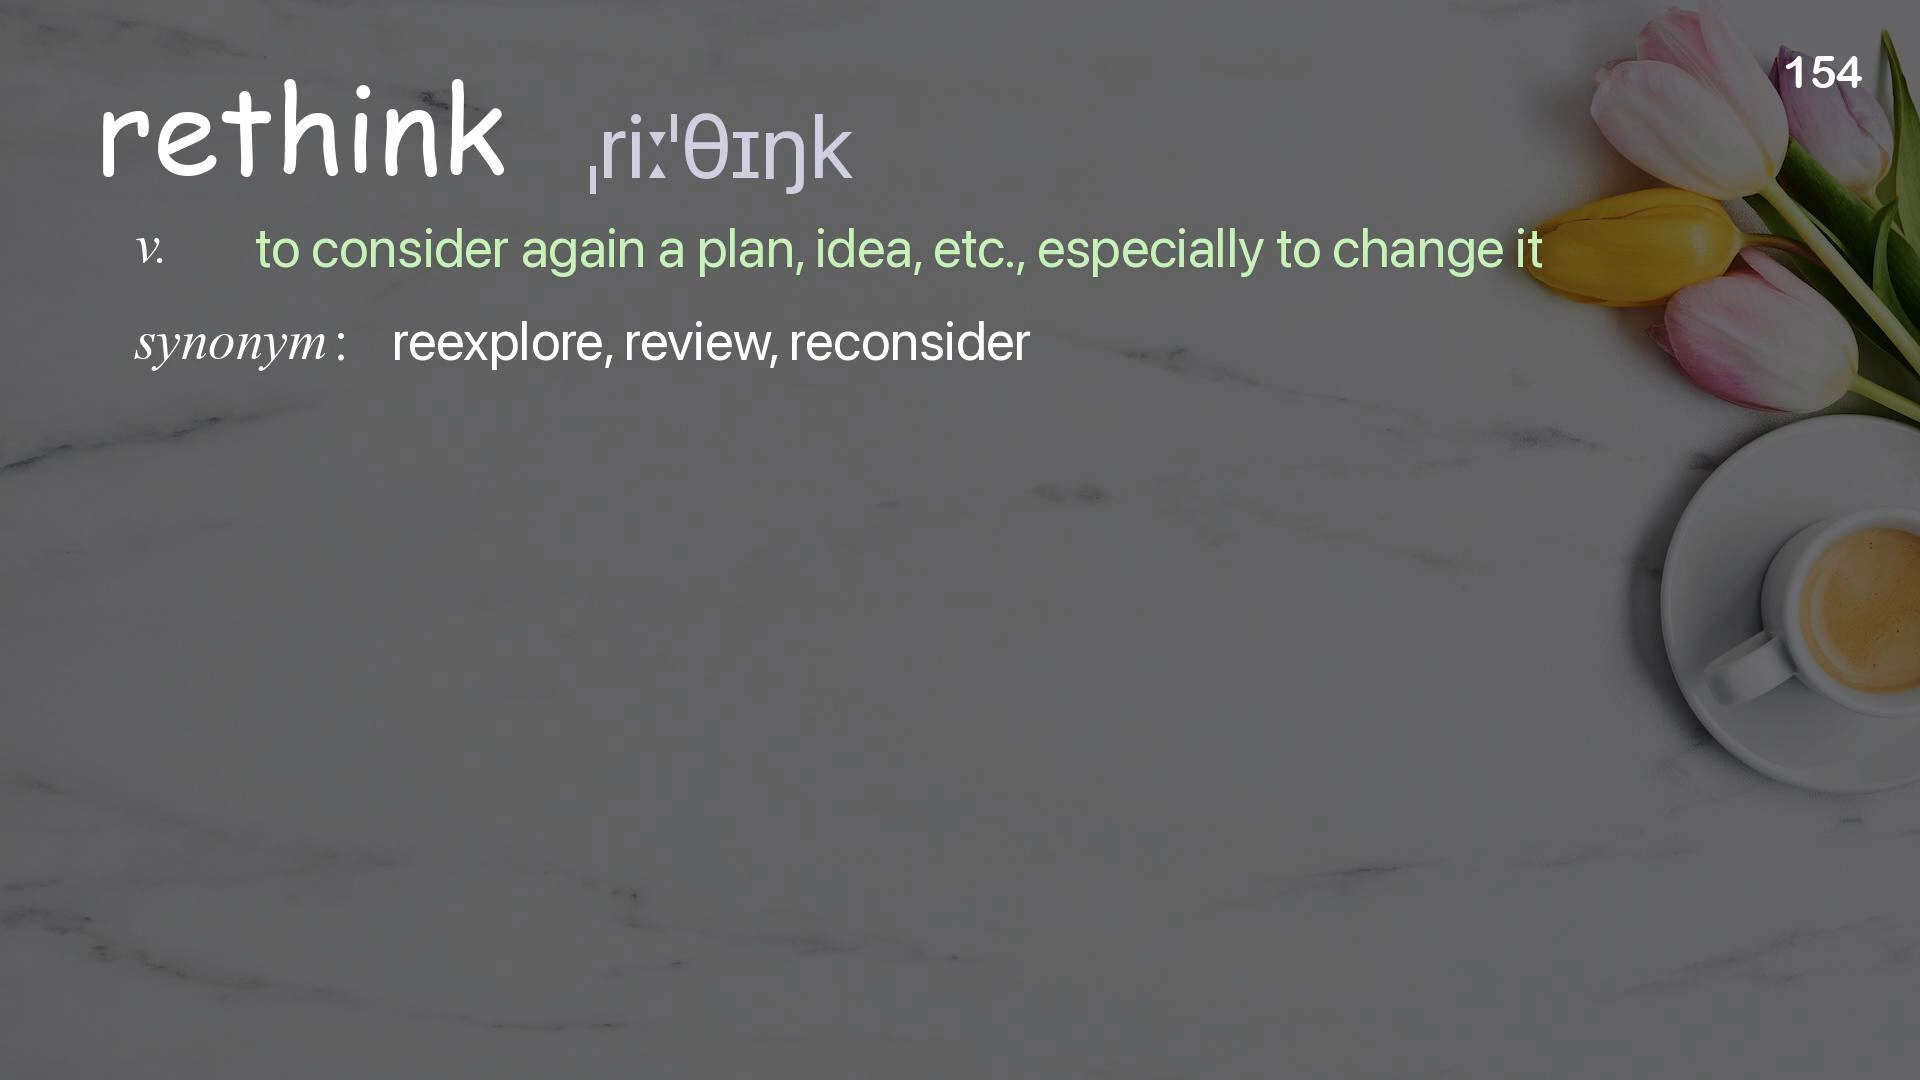 154
rethink ˌriːˈθɪŋk
v. to consider again a plan, idea, etc., especially to change it
synonym : reexplore, review, reconsider